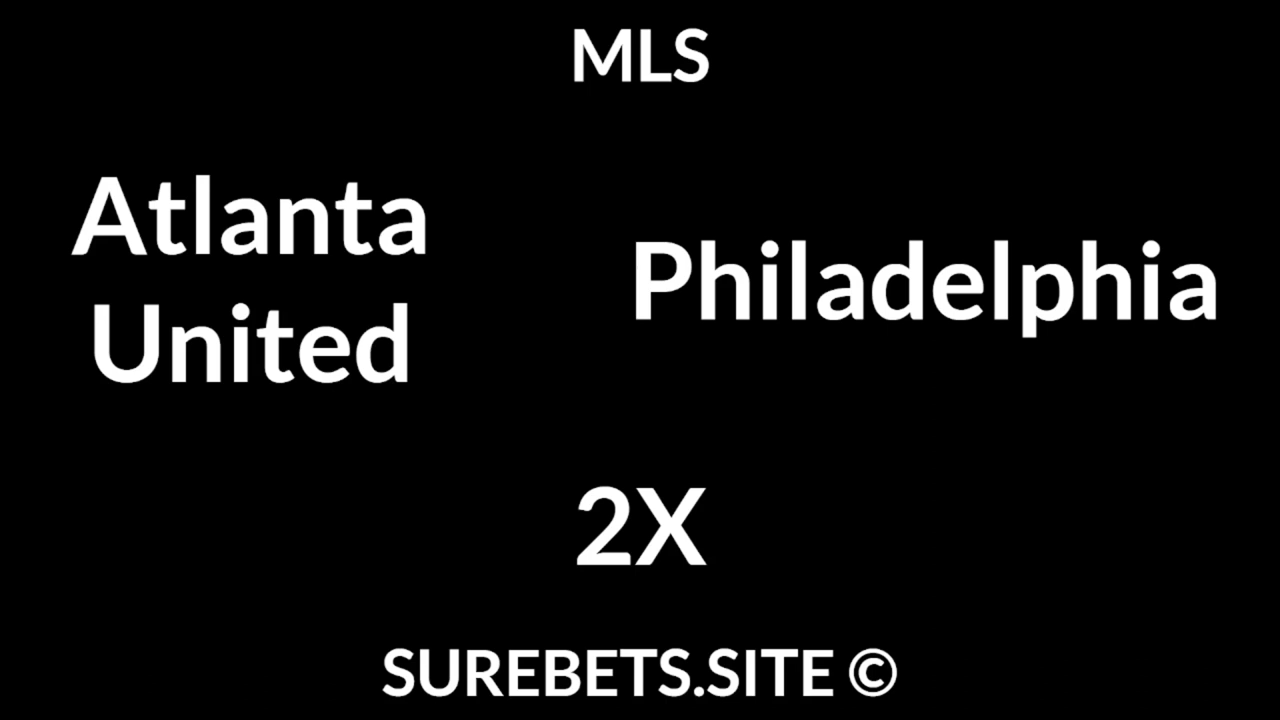 MLS
Atlanta
United
Philadelphia
2X
SUREBETS.SITE ©